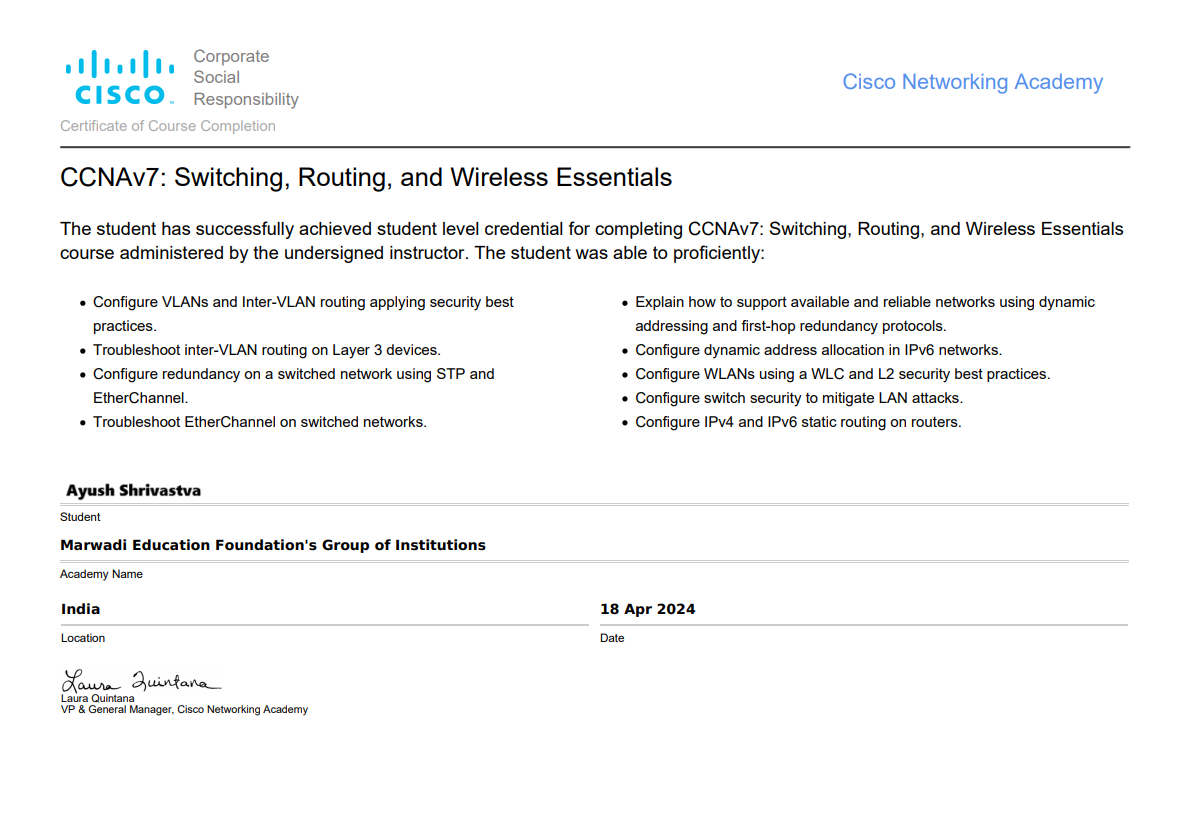 CISCO
Corporate
Social
Responsibility
Cisco Networking Academy
Certificate of Course Completion
CCNAv7: Switching, Routing, and Wireless Essentials
The student has successfully achieved student level credential for completing CCNAv7: Switching, Routing, and Wireless Essentials
course administered by the undersigned instructor. The student was able to proficiently:
• Configure VLANs and Inter-VLAN routing applying security best
practices.
• Troubleshoot inter-VLAN routing on Layer 3 devices.
• Configure redundancy on a switched network using STP and
EtherChannel.
• Troubleshoot EtherChannel on switched networks.
• Explain how to support available and reliable networks using dynamic
addressing and first-hop redundancy protocols.
• Configure dynamic address allocation in IPv6 networks.
• Configure WLANs using a WLC and L2 security best practices.
• Configure switch security to mitigate LAN attacks.
• Configure IPv4 and IPv6 static routing on routers.
Ayush Shrivastva
Student
Marwadi Education Foundation's Group of Institutions
Academy Name
India
Location
18 Apr 2024
Date
Laura Quintana
Laura Quintana
VP & General Manager, Cisco Networking Academy